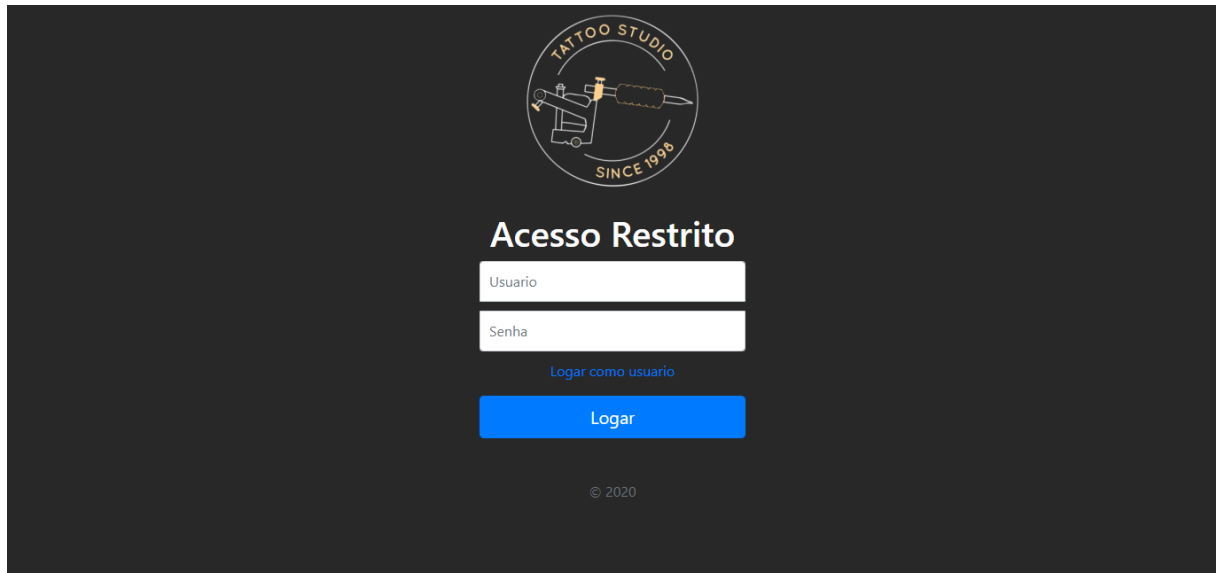 TATTOO STUDIO
SINCE 1998
Acesso Restrito
Usuario
Senha
Logar como usuario
Logar
© 2020